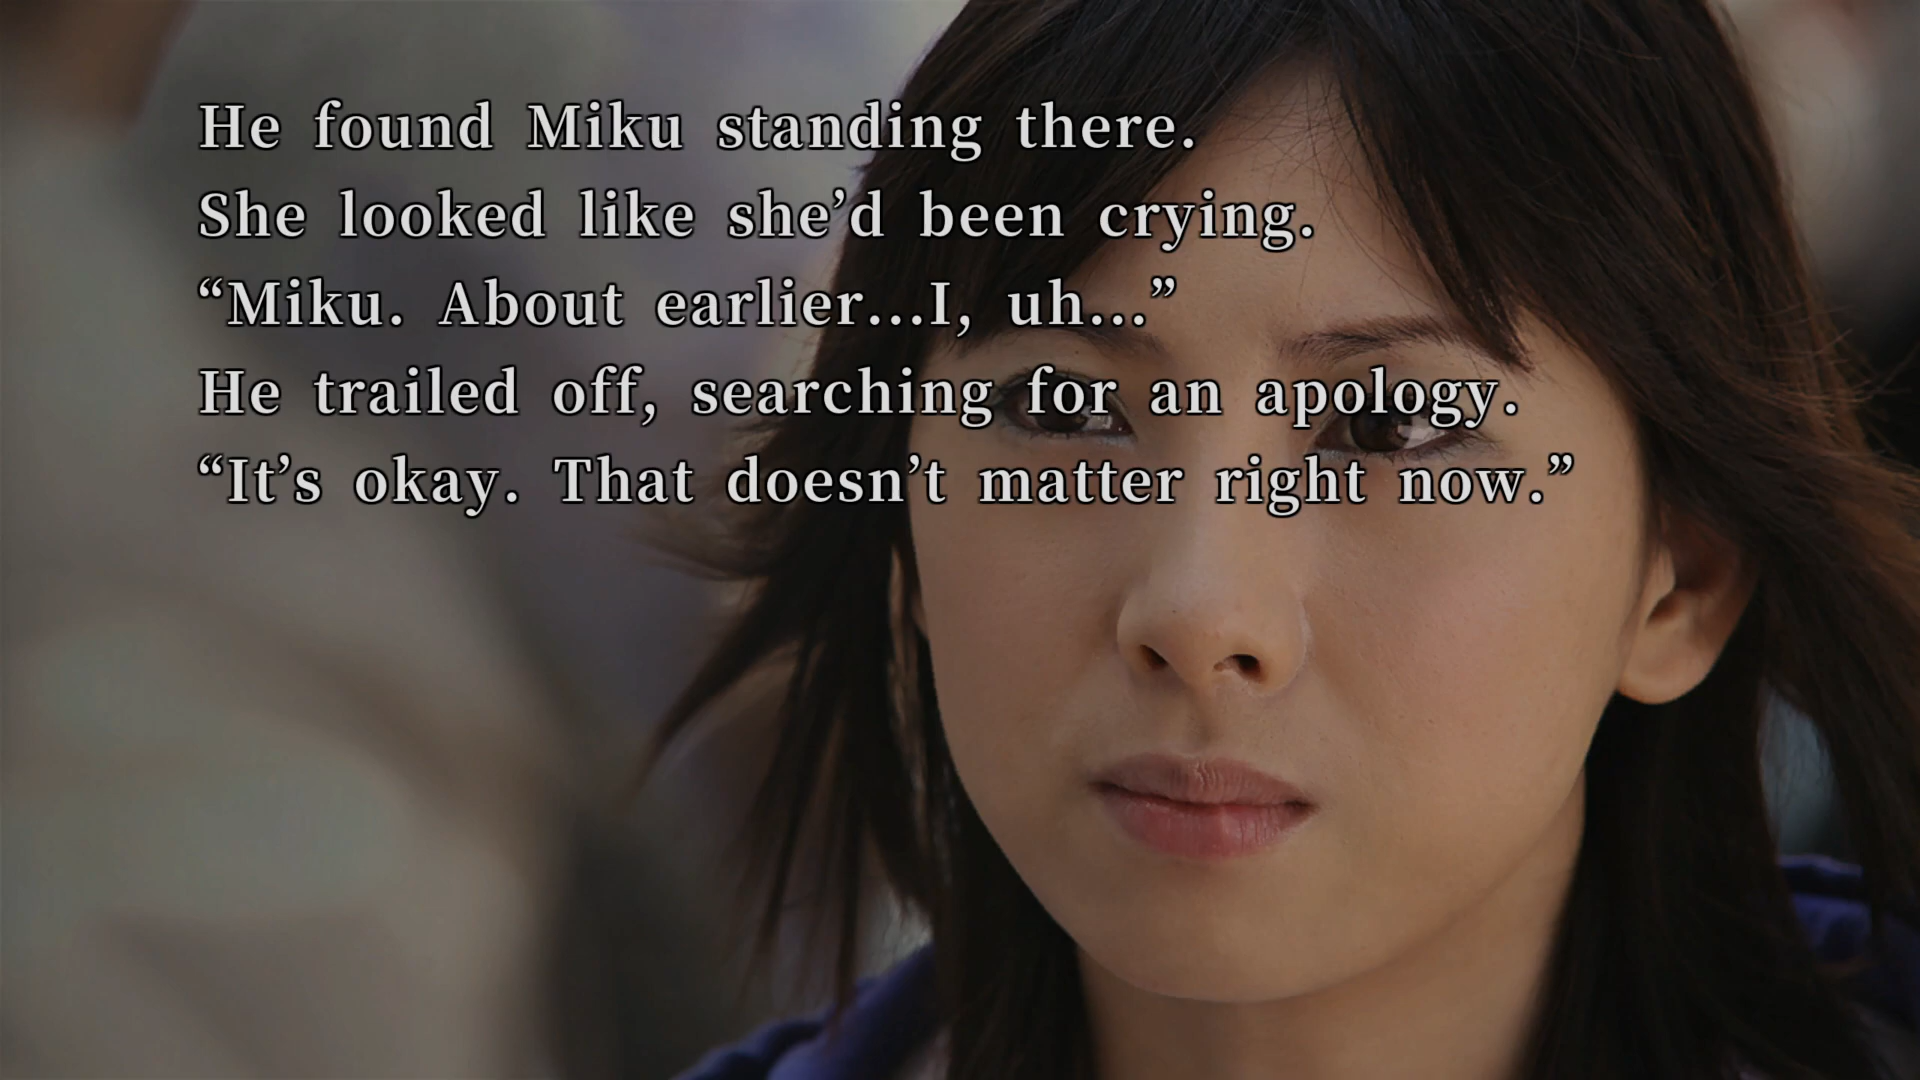 He found Miku standing there.
She looked like she’d been crying.
“Miku. About earlier...I, uh...”
He trailed off, searching for an apology.
“It’s okay. That doesn’t matter right now.”